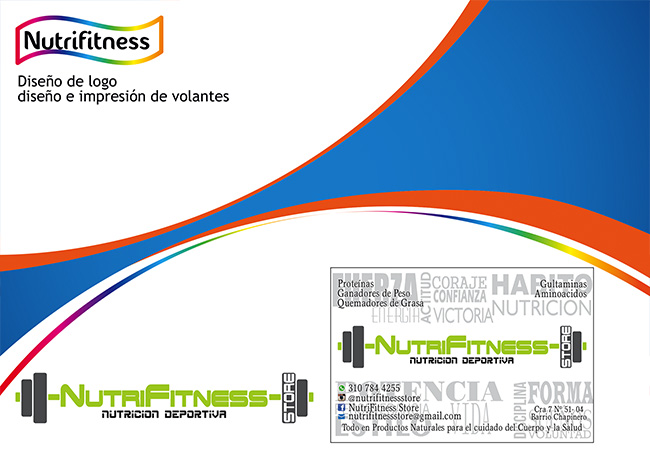 Nutrifitness
Diseño de logo
diseño e impresión de volantes
Proteínas
Ganadores de Peso
Quemadores de Grasa
Gultaminas
Aminoacidos
FUERZA
ENERGIA
ACTITUD
CORAJE
CONFIANZA
VICTORIA
HABITO
NUTRICION
NUTRIFITNESS
STORE
NUTRICION DEPORTIVA
310 784 4255
@nutrifitnessstore
NutriFitness Store
nutrifitnessstore@gmail.com
VIDA
ESTILO
DISCIPLINA
FORMA
VOLUNTAD
Cra 7 Nº 51- 04
Barrio Chapinero
Todo en Productos Naturales para el cuidado del Cuerpo y la Salud
NUTRIFITNESS
STORE
NUTRICION DEPORTIVA